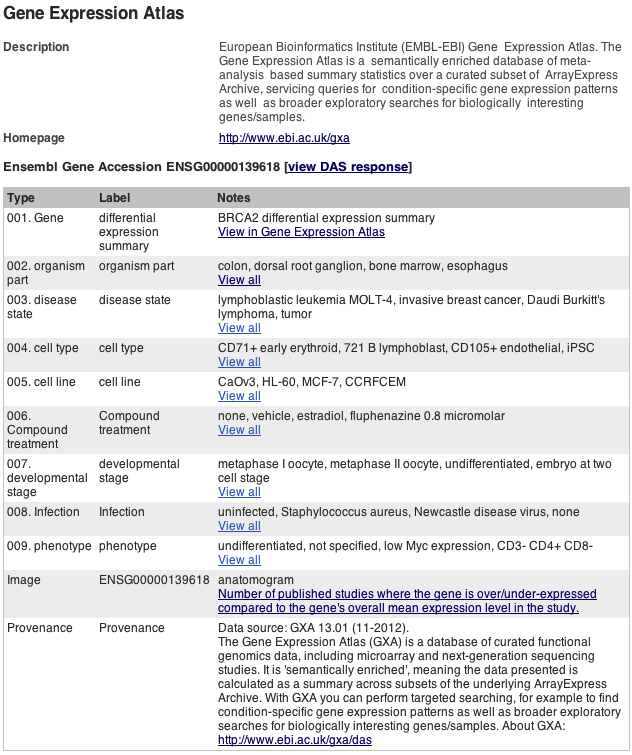 Gene Expression Atlas
Description
European Bioinformatics Institute (EMBL-EBI) Gene Expression Atlas. The
Gene Expression Atlas is a semantically enriched database of meta-
analysis based summary statistics over a curated subset of ArrayExpress
Archive, servicing queries for condition-specific gene expression patterns
as well as broader exploratory searches for biologically interesting
genes/samples.
Homepage
http://www.ebi.ac.uk/gxa
Ensembl Gene Accession ENSG00000139618 [view DAS response]
Type Label Notes
001. Gene
differential
expression
summary
BRCA2 differential expression summary
View in Gene Expression Atlas
002. organism
part
organism part
colon, dorsal root ganglion, bone marrow, esophagus
View all
003. disease
state
disease state
lymphoblastic leukemia MOLT-4, invasive breast cancer, Daudi Burkitt's
lymphoma, tumor
View all
004. cell type
cell type
CD71+ early erythroid, 721 B lymphoblast, CD105+ endothelial, iPSC
View all
005. cell line
cell line
CaOv3, HL-60, MCF-7, CCRFCEM
View all
006.
Compound
treatment
Compound
treatment
none, vehicle, estradiol, fluphenazine 0.8 micromolar
View all
007.
developmental
stage
developmental
stage
metaphase I oocyte, metaphase II oocyte, undifferentiated, embryo at two
cell stage
View all
008. Infection
Infection
uninfected, Staphylococcus aureus, Newcastle disease virus, none
View all
009. phenotype
phenotype
undifferentiated, not specified, low Myc expression, CD3- CD4+ CD8-
View all
Image
ENSG00000139618
anatomogram
Number of published studies where the gene is over/under-expressed
compared to the gene's overall mean expression level in the study.
Provenance
Provenance
Data source: GXA 13.01 (11-2012).
The Gene Expression Atlas (GXA) is a database of curated functional
genomics data, including microarray and next-generation sequencing
studies. It is 'semantically enriched', meaning the data presented is
calculated as a summary across subsets of the underlying ArrayExpress
Archive. With GXA you can perform targeted searching, for example to find
condition-specific gene expression patterns as well as broader exploratory
searches for biologically interesting genes/samples. About GXA:
http://www.ebi.ac.uk/gxa/das